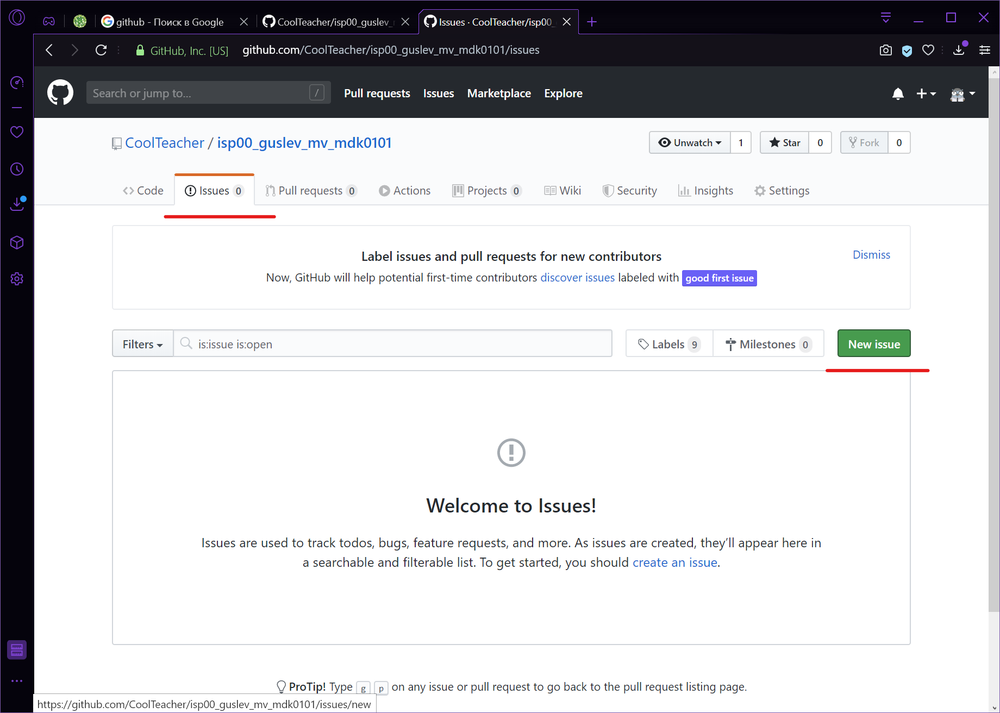 github - Поиск в Google
CoolTeacher/isp00_guslev_
Issues · CoolTeacher/isp00_
GitHub, Inc. [US]
github.com/CoolTeacher/isp00_guslev_mv_mdk0101/issues
Search or jump to...
/
Pull requests
Issues
Marketplace
Explore
CoolTeacher / isp00_guslev_mv_mdk0101
Unwatch 1
Star 0
Fork 0
Code
Issues 0
Pull requests 0
Actions
Projects 0
Wiki
Security
Insights
Settings
Label issues and pull requests for new contributors
Dismiss
Now, GitHub will help potential first-time contributors discover issues labeled with good first issue
Filters
is:issue is:open
Labels 9
Milestones 0
New issue
Welcome to Issues!
Issues are used to track todos, bugs, feature requests, and more. As issues are created, they’ll appear here in
a searchable and filterable list. To get started, you should create an issue.
ProTip! Type g p on any issue or pull request to go back to the pull request listing page.
https://github.com/CoolTeacher/isp00_guslev_mv_mdk0101/issues/new